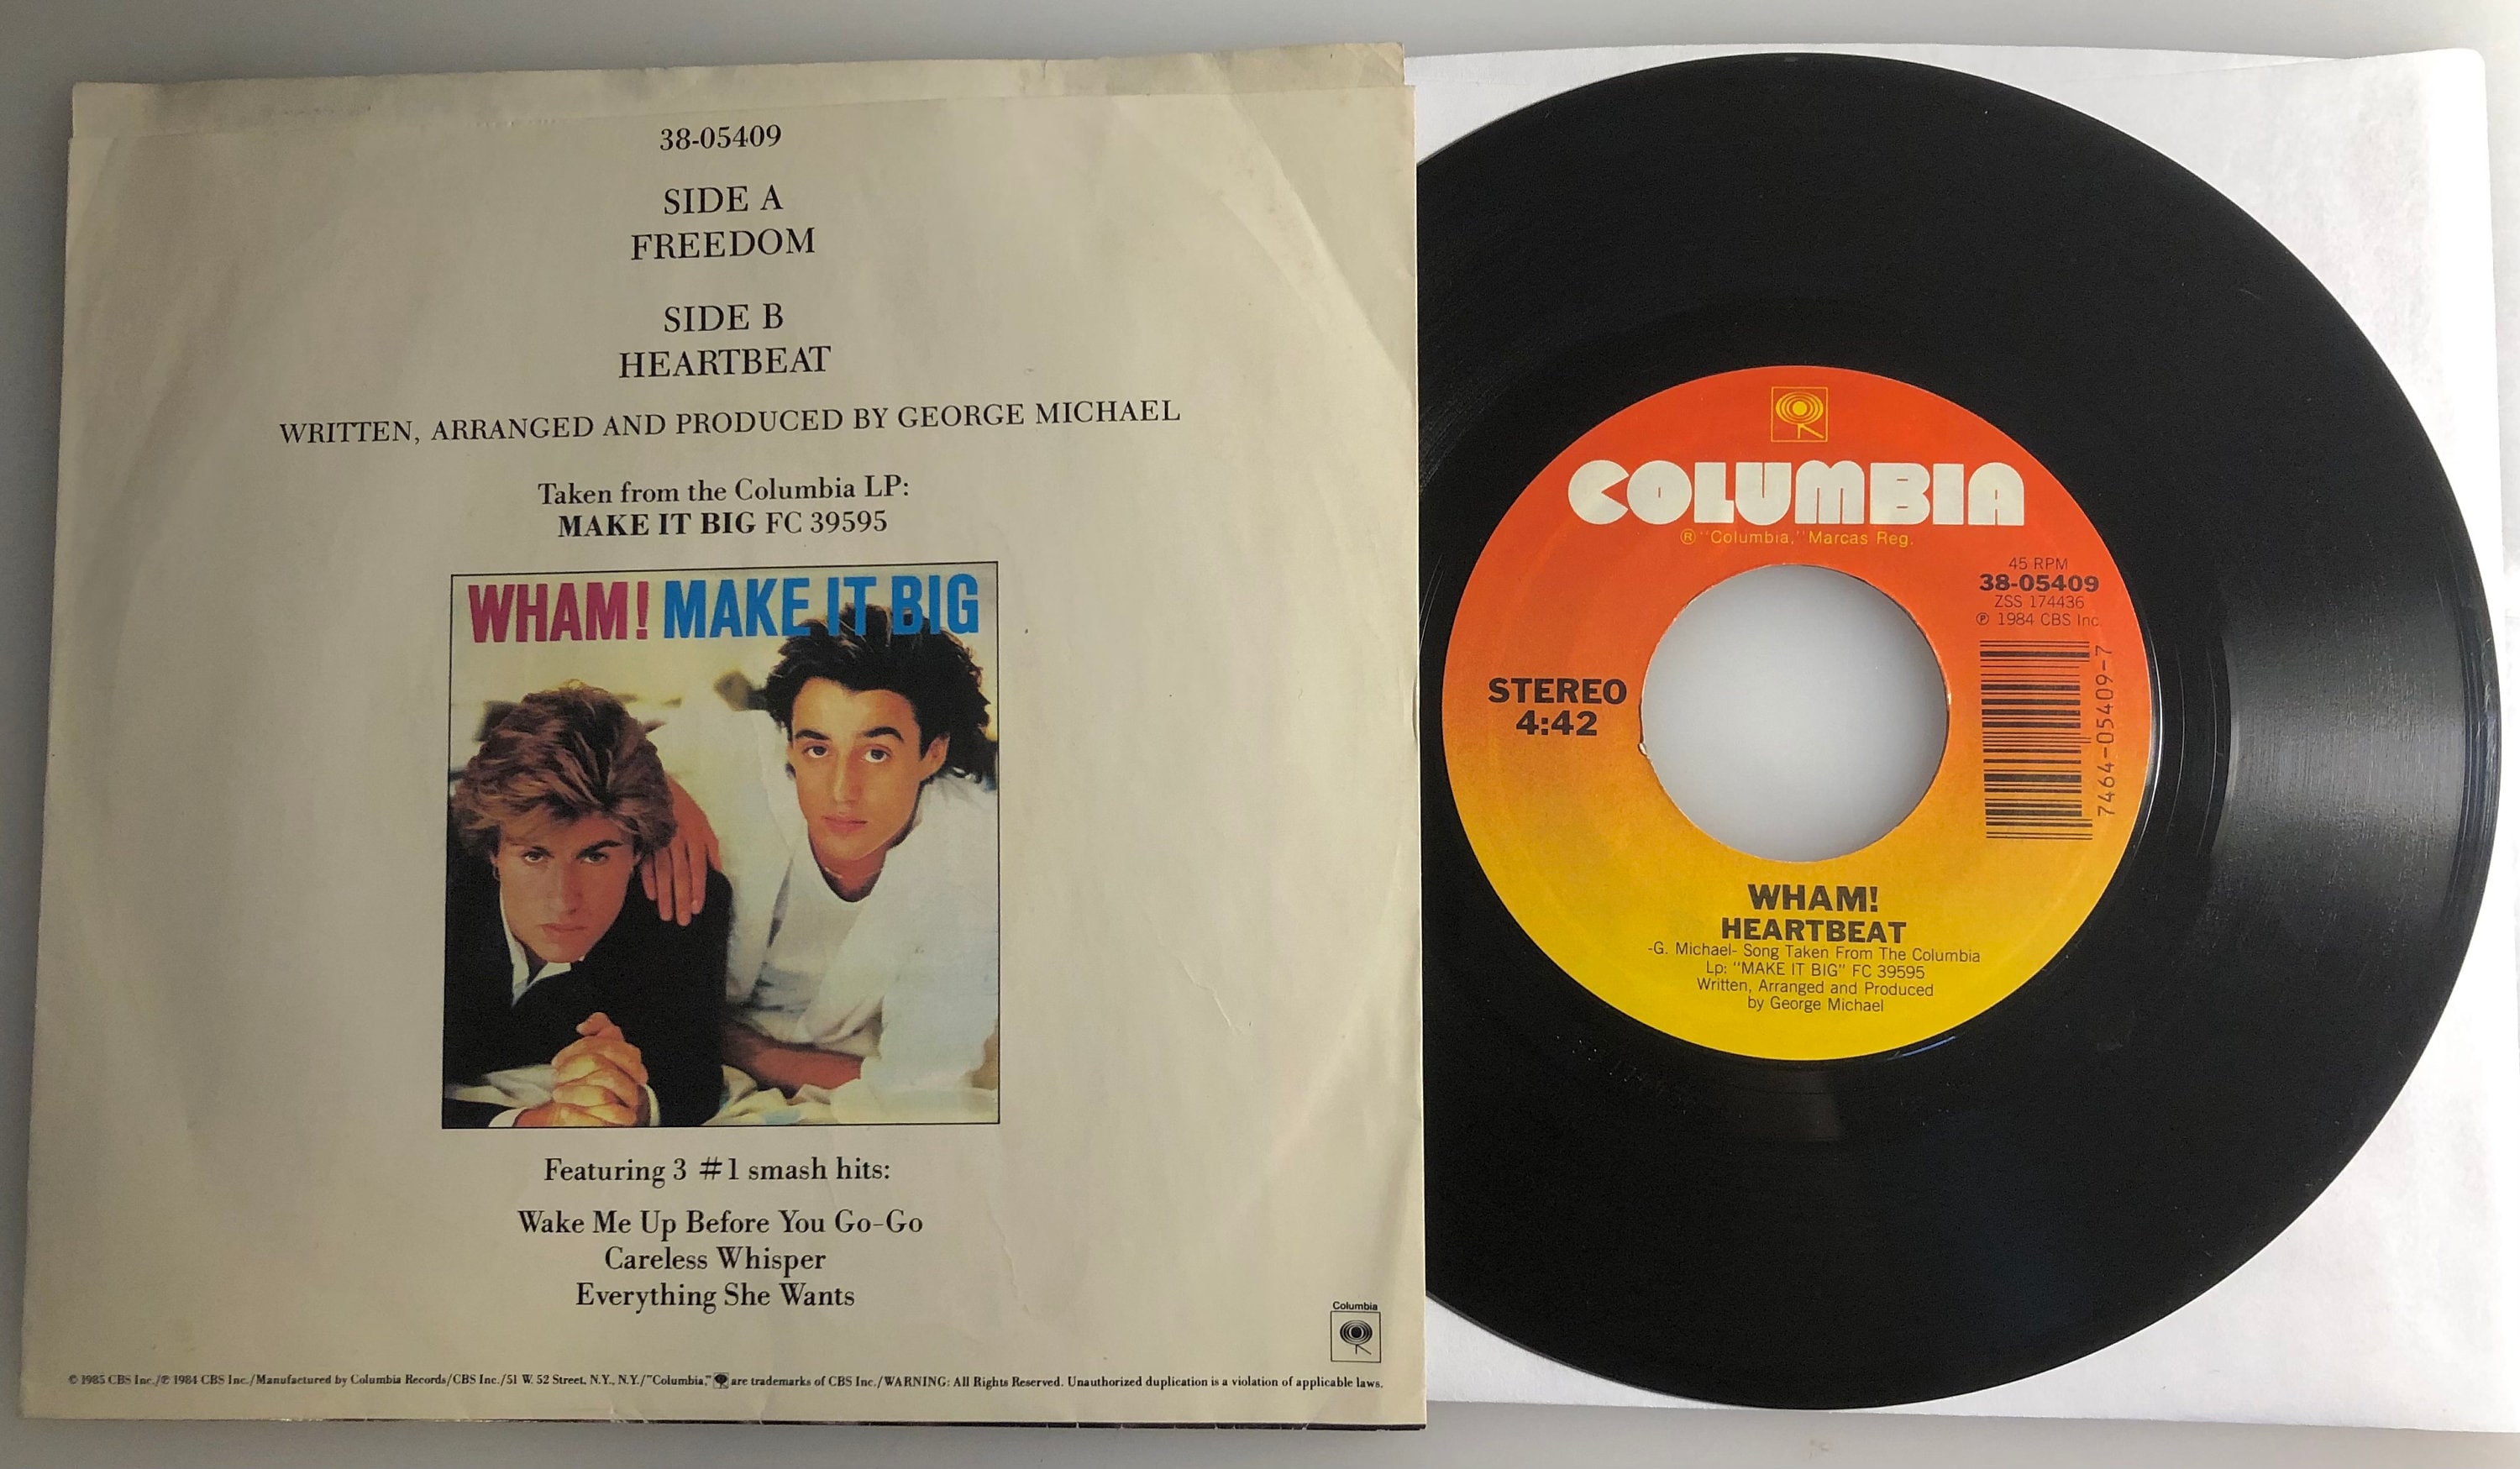 38-05409
SIDE A
FREEDOM
SIDE B
HEARTBEAT
WRITTEN, ARRANGED AND PRODUCED BY GEORGE MICHAEL
Taken from the Columbia LP:
MAKE IT BIG FC 39595
WHAM! MAKE IT BIG
Featuring 3 #1 smash hits:
Wake Me Up Before You Go-Go
Careless Whisper
Everything She Wants
Columbia
© 1985 CBS Inc./℗ 1984 CBS Inc./Manufactured by Columbia Records/CBS Inc./51 W. 52 Street, N.Y., N.Y./"Columbia," are trademarks of CBS Inc./WARNING: All Rights Reserved. Unauthorized duplication is a violation of applicable laws.
COLUMBIA
® "Columbia," Marcas Reg.
45 RPM
38-05409
ZSS 174436
℗ 1984 CBS Inc.
STEREO
4:42
7464-05409-7
WHAM!
HEARTBEAT
-G. Michael- Song Taken From The Columbia
Lp: "MAKE IT BIG" FC 39595
Written, Arranged and Produced
by George Michael